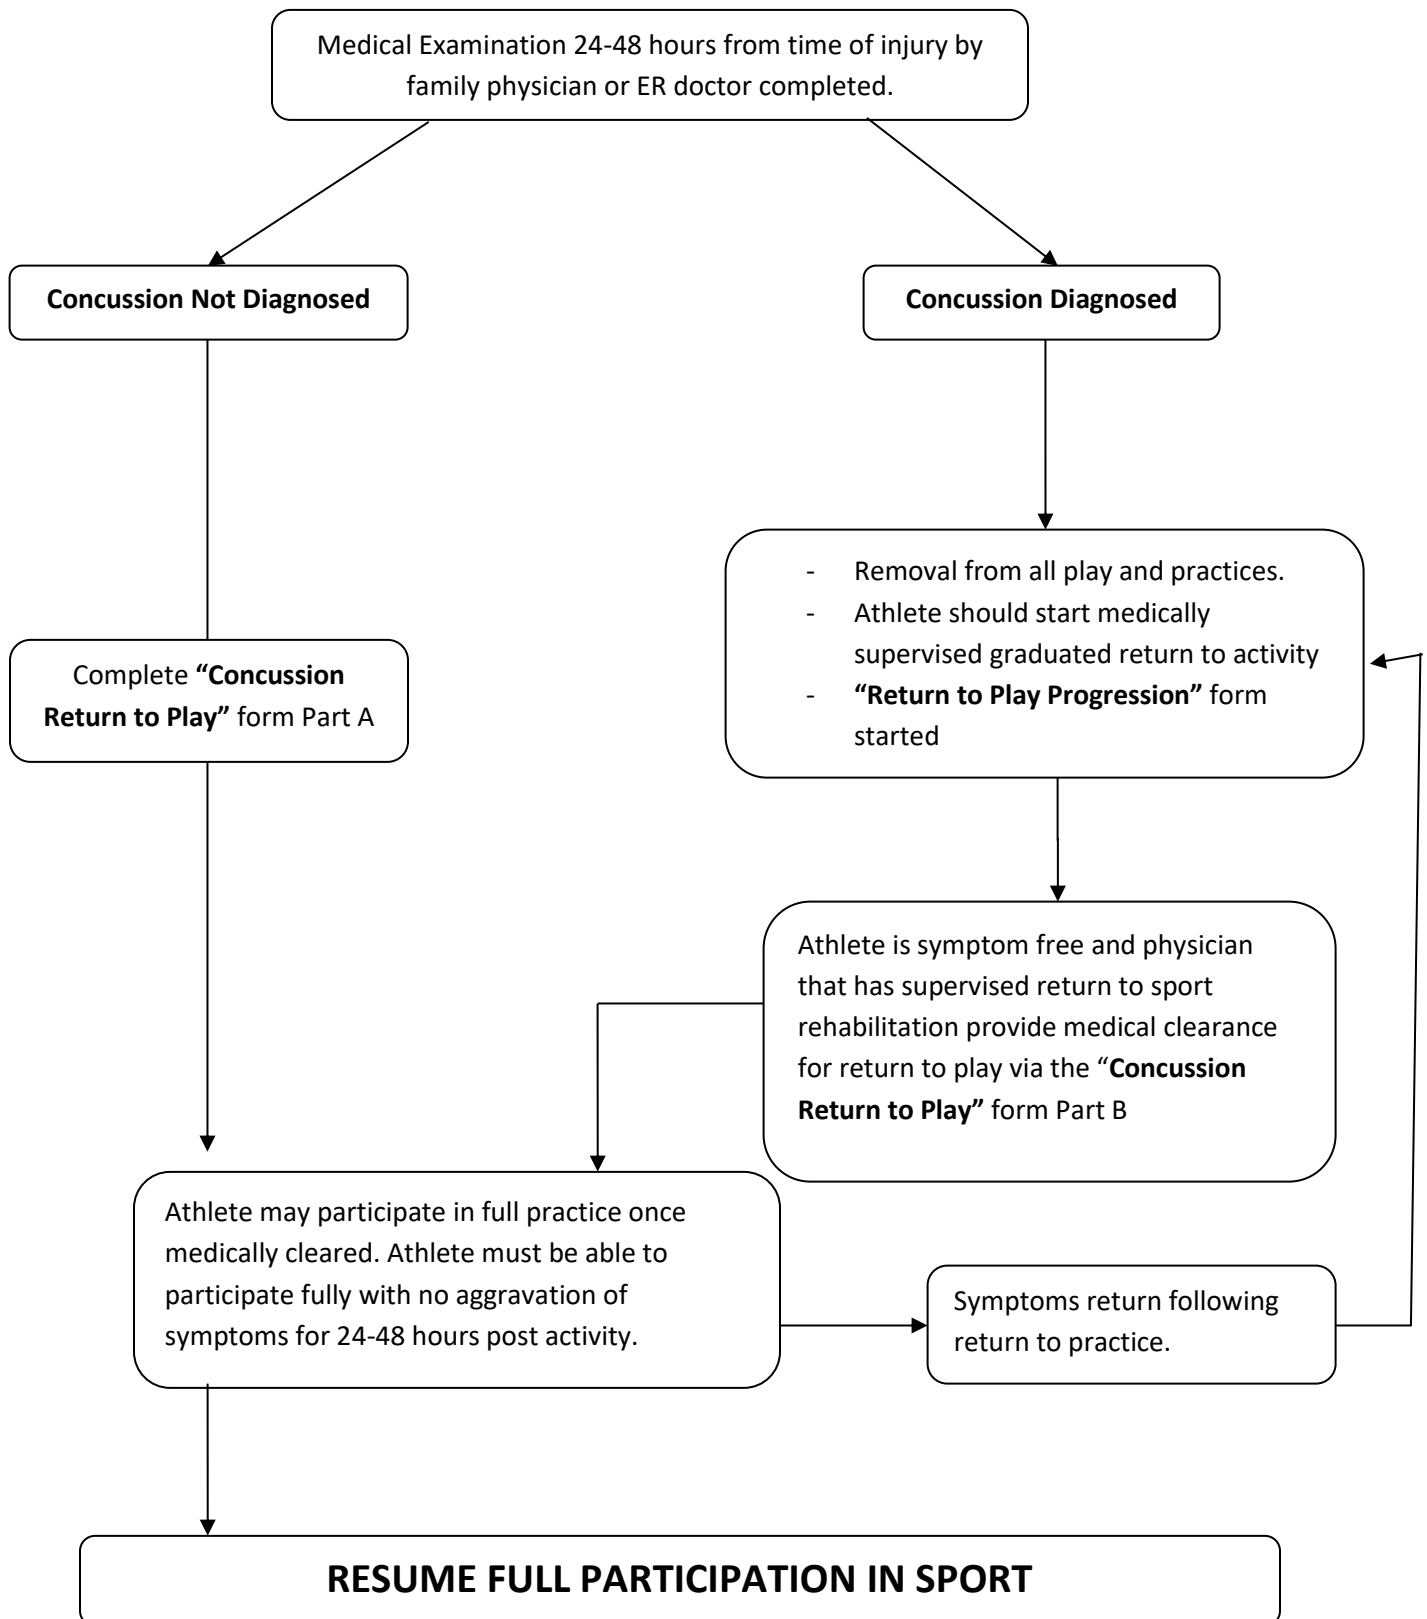 Medical Examination 24-48 hours from time of injury by
family physician or ER doctor completed.
Concussion Not Diagnosed
Concussion Diagnosed
- Removal from all play and practices.
- Athlete should start medically
supervised graduated return to activity
- “Return to Play Progression” form
started
Complete “Concussion
Return to Play” form Part A
Athlete is symptom free and physician
that has supervised return to sport
rehabilitation provide medical clearance
for return to play via the “Concussion
Return to Play” form Part B
Athlete may participate in full practice once
medically cleared. Athlete must be able to
participate fully with no aggravation of
symptoms for 24-48 hours post activity.
Symptoms return following
return to practice.
RESUME FULL PARTICIPATION IN SPORT